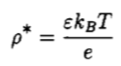 ρ* = εk_BT / e